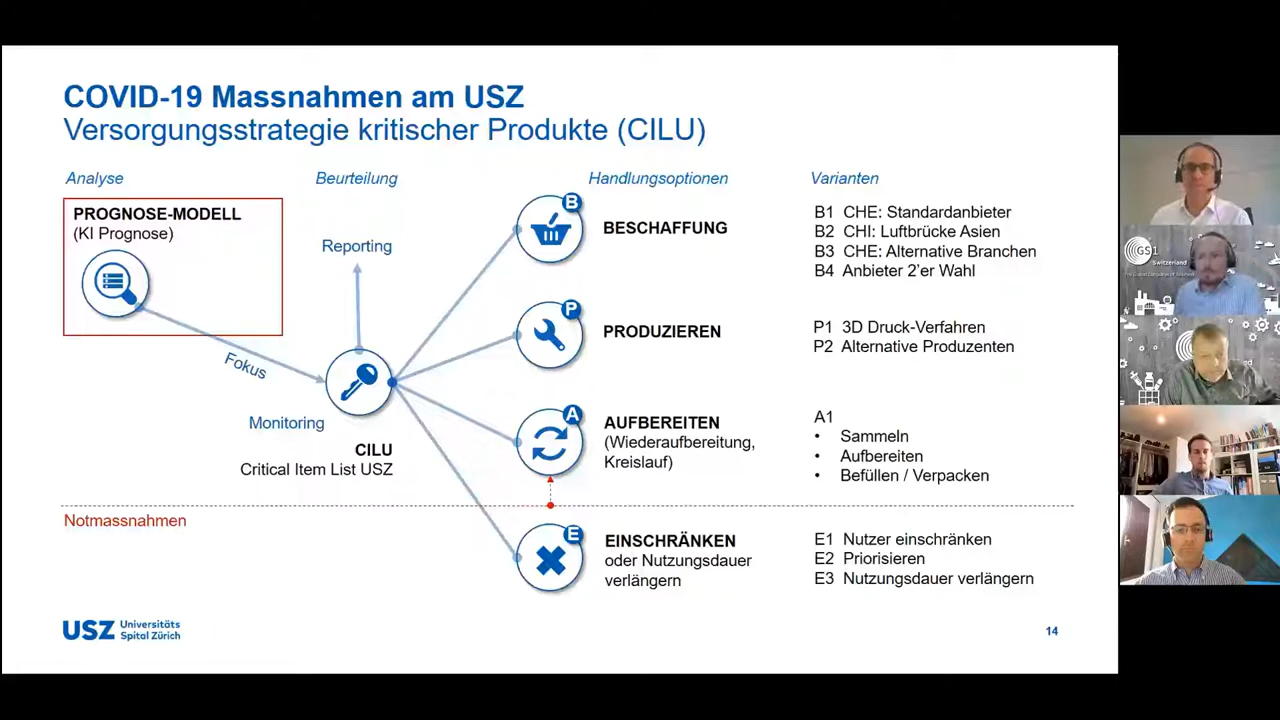 COVID-19 Massnahmen am USZ
Versorgungsstrategie kritischer Produkte (CILU)
Analyse
Beurteilung
Handlungsoptionen
Varianten
PROGNOSE-MODELL
(KI Prognose)
Fokus
Reporting
Monitoring
CILU
Critical Item List USZ
B
BESCHAFFUNG
B1 CHE: Standardanbieter
B2 CHI: Luftbrücke Asien
B3 CHE: Alternative Branchen
B4 Anbieter 2'er Wahl
P
PRODUZIEREN
P1 3D Druck-Verfahren
P2 Alternative Produzenten
A
AUFBEREITEN
(Wiederaufbereitung,
Kreislauf)
A1
• Sammeln
• Aufbereiten
• Befüllen / Verpacken
Notmassnahmen
E
EINSCHRÄNKEN
oder Nutzungsdauer
verlängern
E1 Nutzer einschränken
E2 Priorisieren
E3 Nutzungsdauer verlängern
USZ Universitäts
Spital Zürich
14
GS1
Switzerland